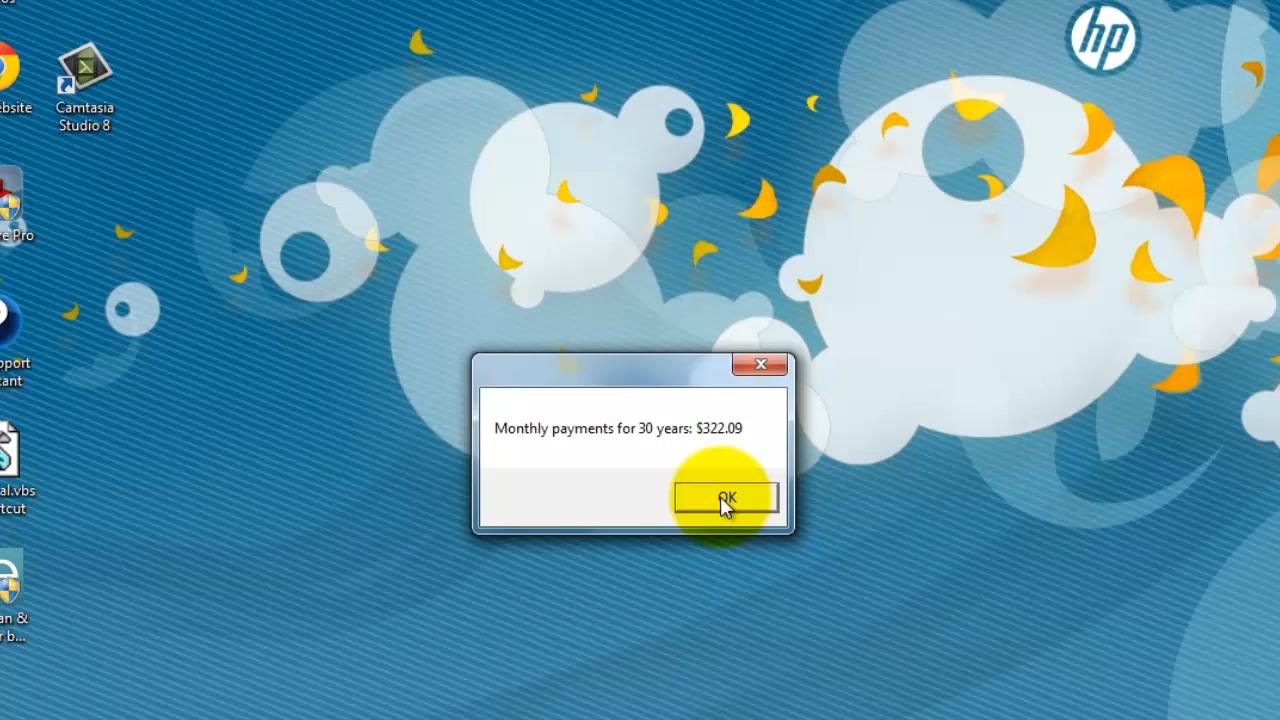 hp
ebsite
Camtasia
Studio 8
re Pro
Monthly payments for 30 years: $322.09
OK
pport
tant
al.vbs
rtcut
an &
r b...